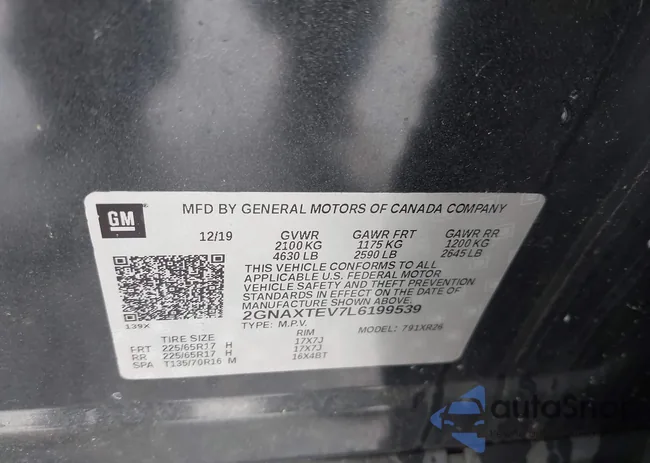 GM
MFD BY GENERAL MOTORS OF CANADA COMPANY
12/19 GVWR GAWR FRT GAWR RR
2100 KG 1175 KG 1200 KG
4630 LB 2590 LB 2645 LB
THIS VEHICLE CONFORMS TO ALL
APPLICABLE U.S. FEDERAL MOTOR
VEHICLE SAFETY AND THEFT PREVENTION
STANDARDS IN EFFECT ON THE DATE OF
MANUFACTURE SHOWN ABOVE.
2GNAXTEV7L6199539
TYPE: M.P.V. MODEL: 791XR26
139X
TIRE SIZE RIM
FRT 225/65R17 H 17X7J
RR 225/65R17 H 17X7J
SPA T135/70R16 M 16X4BT